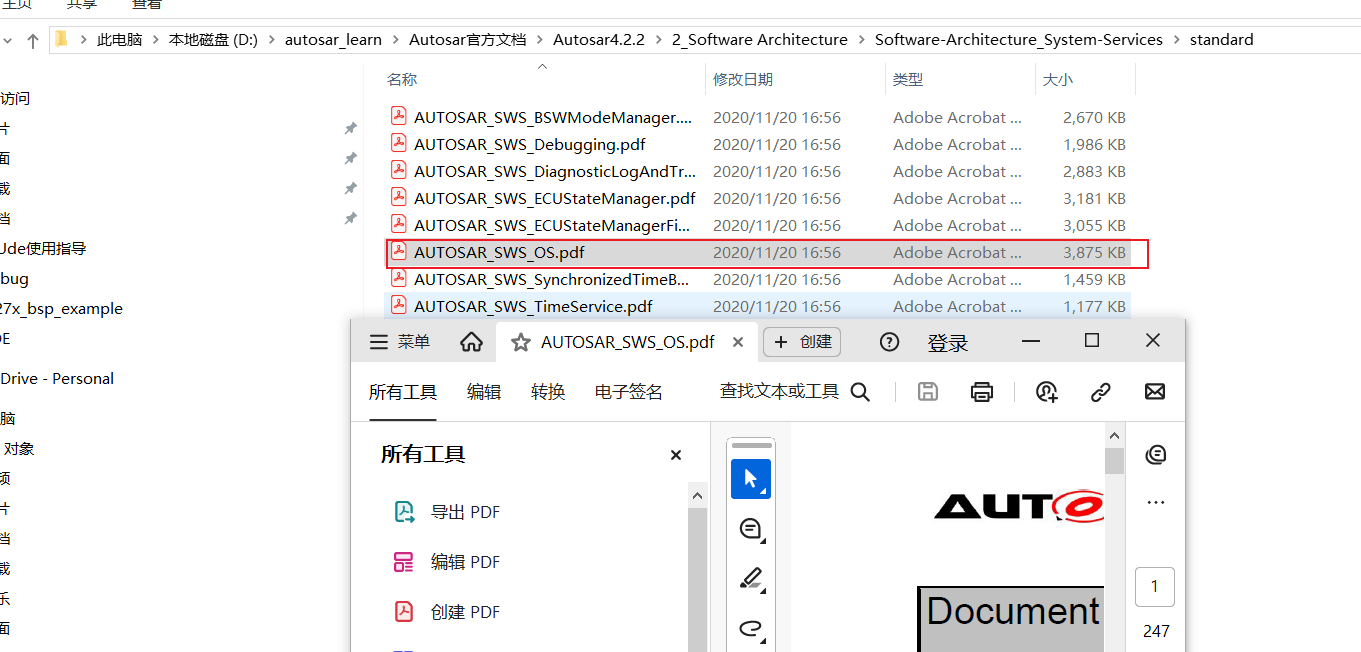 主页 共享 查看
此电脑 本地磁盘 (D:) autosar_learn Autosar官方文档 Autosar4.2.2 2_Software Architecture Software-Architecture_System-Services standard
名称 修改日期 类型 大小
访问
AUTOSAR_SWS_BSWModeManager.... 2020/11/20 16:56 Adobe Acrobat ... 2,670 KB
片
AUTOSAR_SWS_Debugging.pdf 2020/11/20 16:56 Adobe Acrobat ... 1,986 KB
面
AUTOSAR_SWS_DiagnosticLogAndTr... 2020/11/20 16:56 Adobe Acrobat ... 2,883 KB
载
AUTOSAR_SWS_ECUStateManager.pdf 2020/11/20 16:56 Adobe Acrobat ... 3,181 KB
档
AUTOSAR_SWS_ECUStateManagerFi... 2020/11/20 16:56 Adobe Acrobat ... 3,055 KB
Ude使用指导
AUTOSAR_SWS_OS.pdf 2020/11/20 16:56 Adobe Acrobat ... 3,875 KB
bug
AUTOSAR_SWS_SynchronizedTimeB... 2020/11/20 16:56 Adobe Acrobat ... 1,459 KB
27x_bsp_example
AUTOSAR_SWS_TimeService.pdf 2020/11/20 16:56 Adobe Acrobat ... 1,177 KB
DE
Drive - Personal
脑
对象
频
片
档
载
乐
面
菜单 AUTOSAR_SWS_OS.pdf 创建 登录
所有工具 编辑 转换 电子签名 查找文本或工具
所有工具
导出 PDF
编辑 PDF
创建 PDF
AUTO
Document
1
247